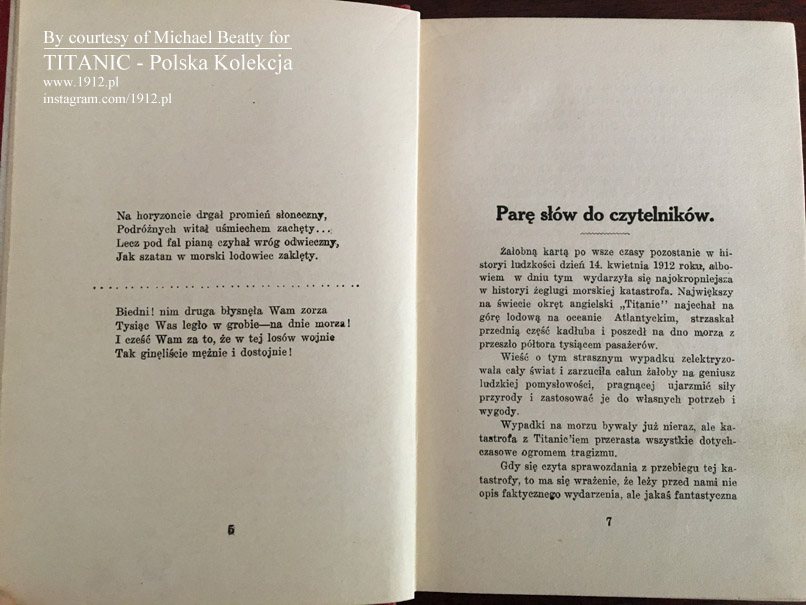 By courtesy of Michael Beatty for
TITANIC - Polska Kolekcja
www.1912.pl
instagram.com/1912.pl
Na horyzoncie drgał promień słoneczny,
Podróżnych witał uśmiechem zachęty...
Lecz pod fal pianą czyhał wróg odwieczny,
Jak szatan w morski lodowiec zaklęty.
Biedni! nim druga błysnęła Wam zorza
Tysiąc Was legło w grobie—na dnie morza!
I cześć Wam za to, że w tej losów wojnie
Tak ginęliście mężnie i dostojnie!
5
Parę słów do czytelników.
Żałobną kartą po wsze czasy pozostanie w hi-
storyi ludzkości dzień 14. kwietnia 1912 roku, albo-
wiem w dniu tym wydarzyła się najokropniejsza
w historyi żeglugi morskiej katastrofa. Największy
na świecie okręt angielski „Titanic” najechał na
górę lodową na oceanie Atlantyckim, strzaskał
przednią część kadłuba i poszedł na dno morza z
przeszło półtora tysiącem pasażerów.
Wieść o tym strasznym wypadku zelektryzo-
wała cały świat i zarzuciła całun żałoby na geniusz
ludzkiej pomysłowości, pragnącej ujarzmić siły
przyrody i zastosować je do własnych potrzeb i
wygody.
Wypadki na morzu bywały już nieraz, ale ka-
tastrofa z Titanic'iem przerasta wszystkie dotych-
czasowe ogromem tragizmu.
Gdy się czyta sprawozdania z przebiegu tej ka-
tastrofy, to ma się wrażenie, że leży przed nami nie
opis faktycznego wydarzenia, ale jakaś fantastyczna
7